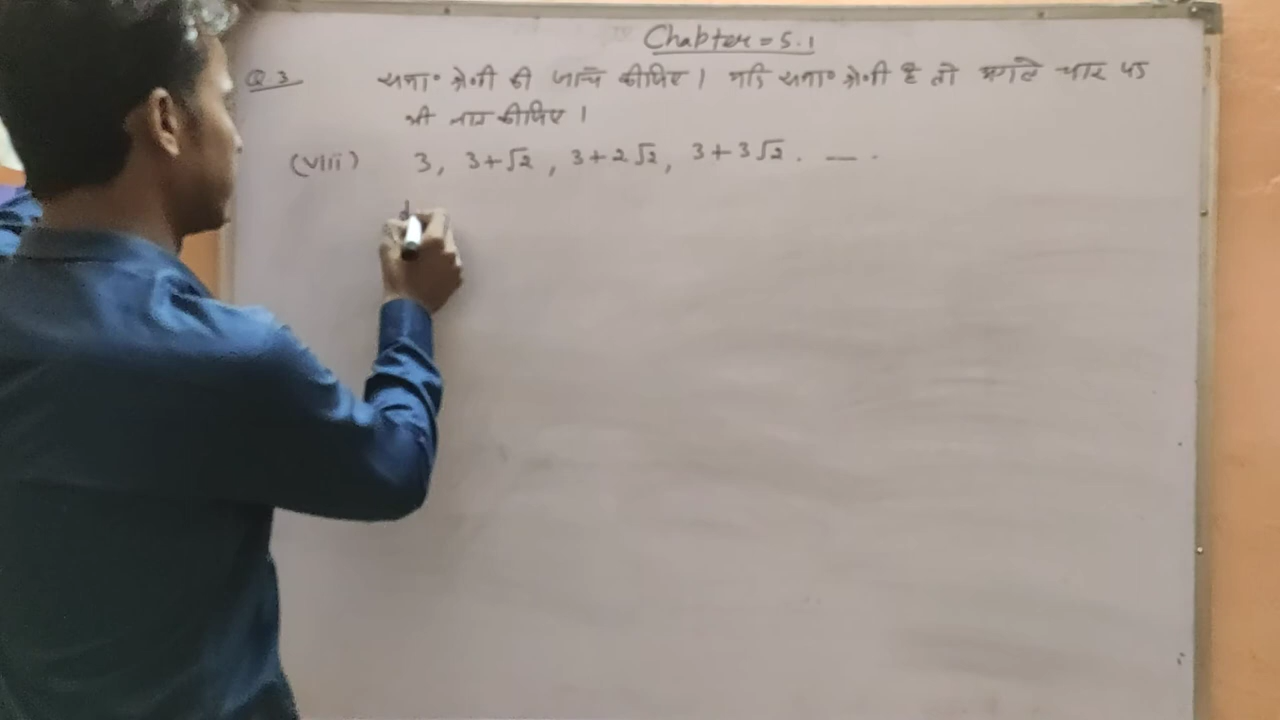 Chapter = 5.1
Q.3 समा० श्रेणी की जाँच कीजिए। यदि समा० श्रेणी है तो अगले चार पद
भी ज्ञात कीजिए।
(viii) 3, 3+√2, 3+2√2, 3+3√2. —.
d